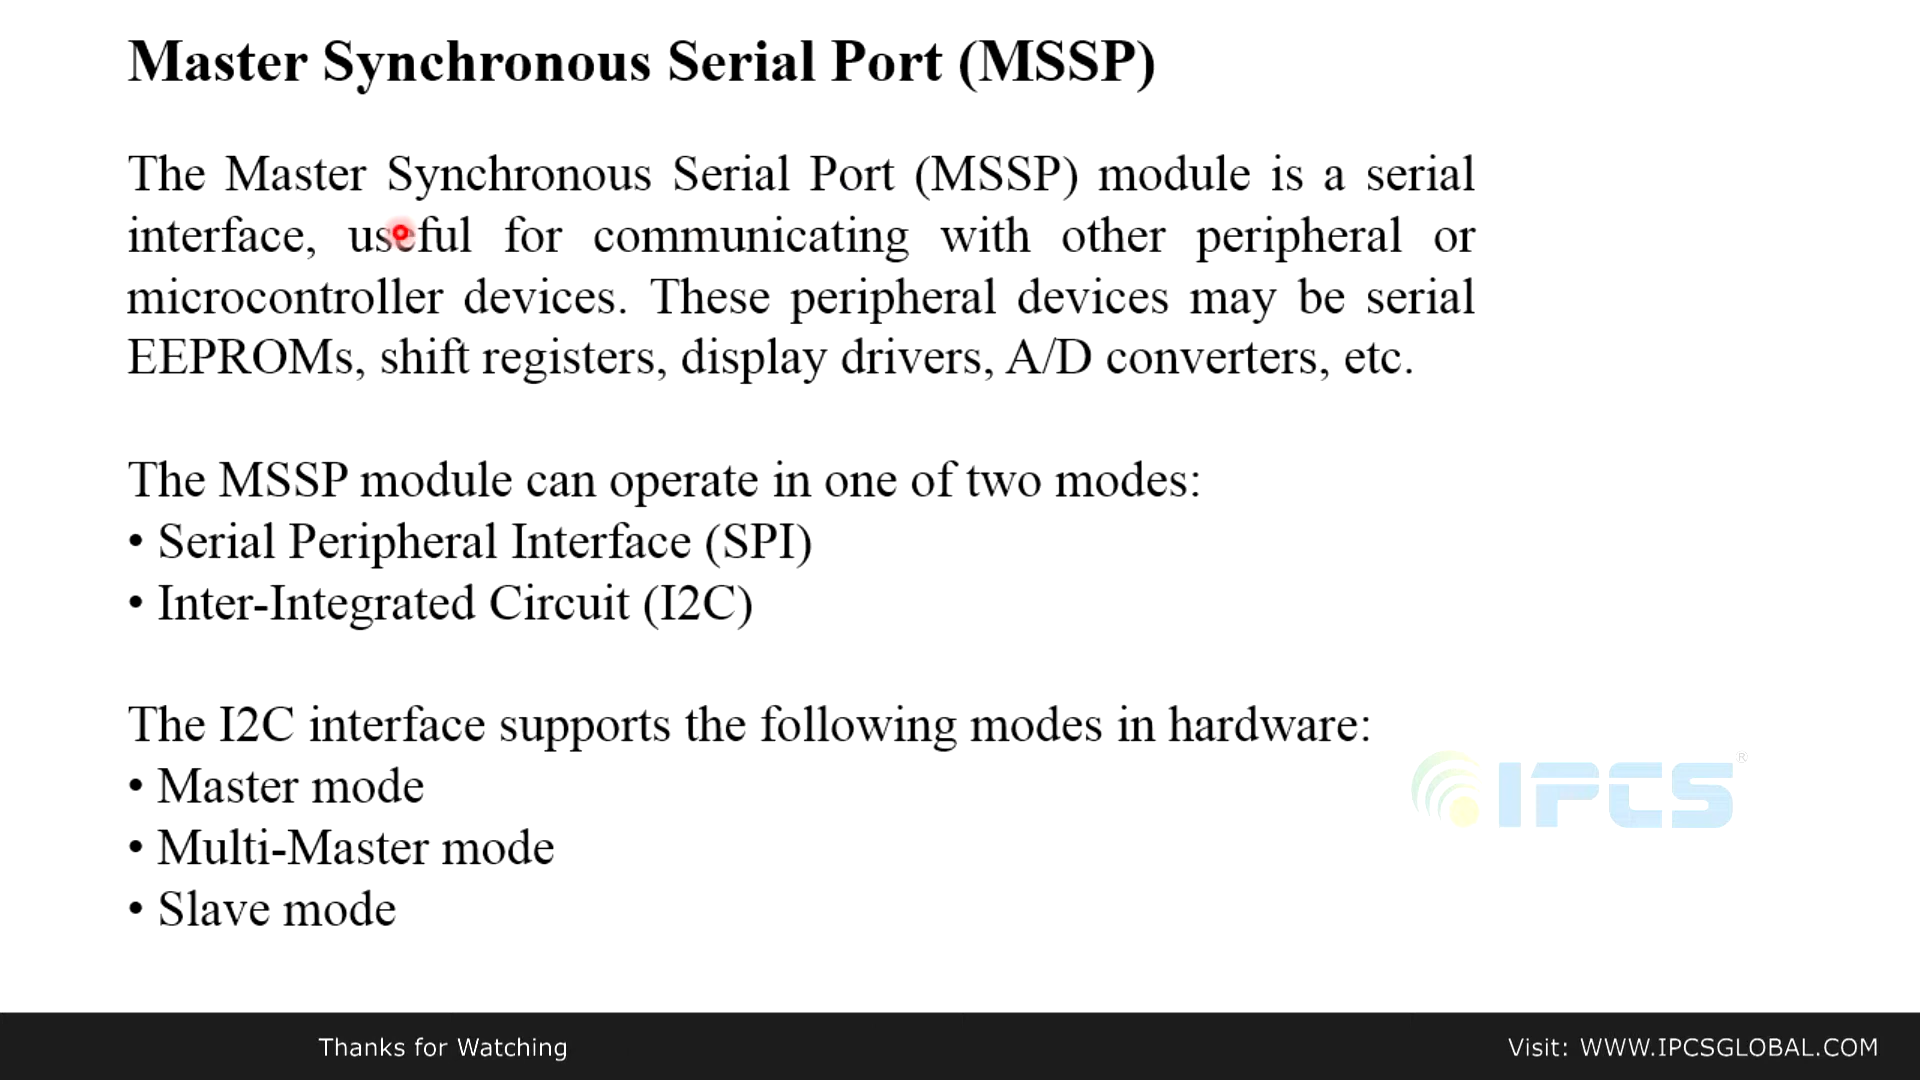 Master Synchronous Serial Port (MSSP)
The Master Synchronous Serial Port (MSSP) module is a serial
interface, useful for communicating with other peripheral or
microcontroller devices. These peripheral devices may be serial
EEPROMs, shift registers, display drivers, A/D converters, etc.
The MSSP module can operate in one of two modes:
• Serial Peripheral Interface (SPI)
• Inter-Integrated Circuit (I2C)
The I2C interface supports the following modes in hardware:
• Master mode
• Multi-Master mode
• Slave mode
IPCS®
Thanks for Watching
Visit: WWW.IPCSGLOBAL.COM